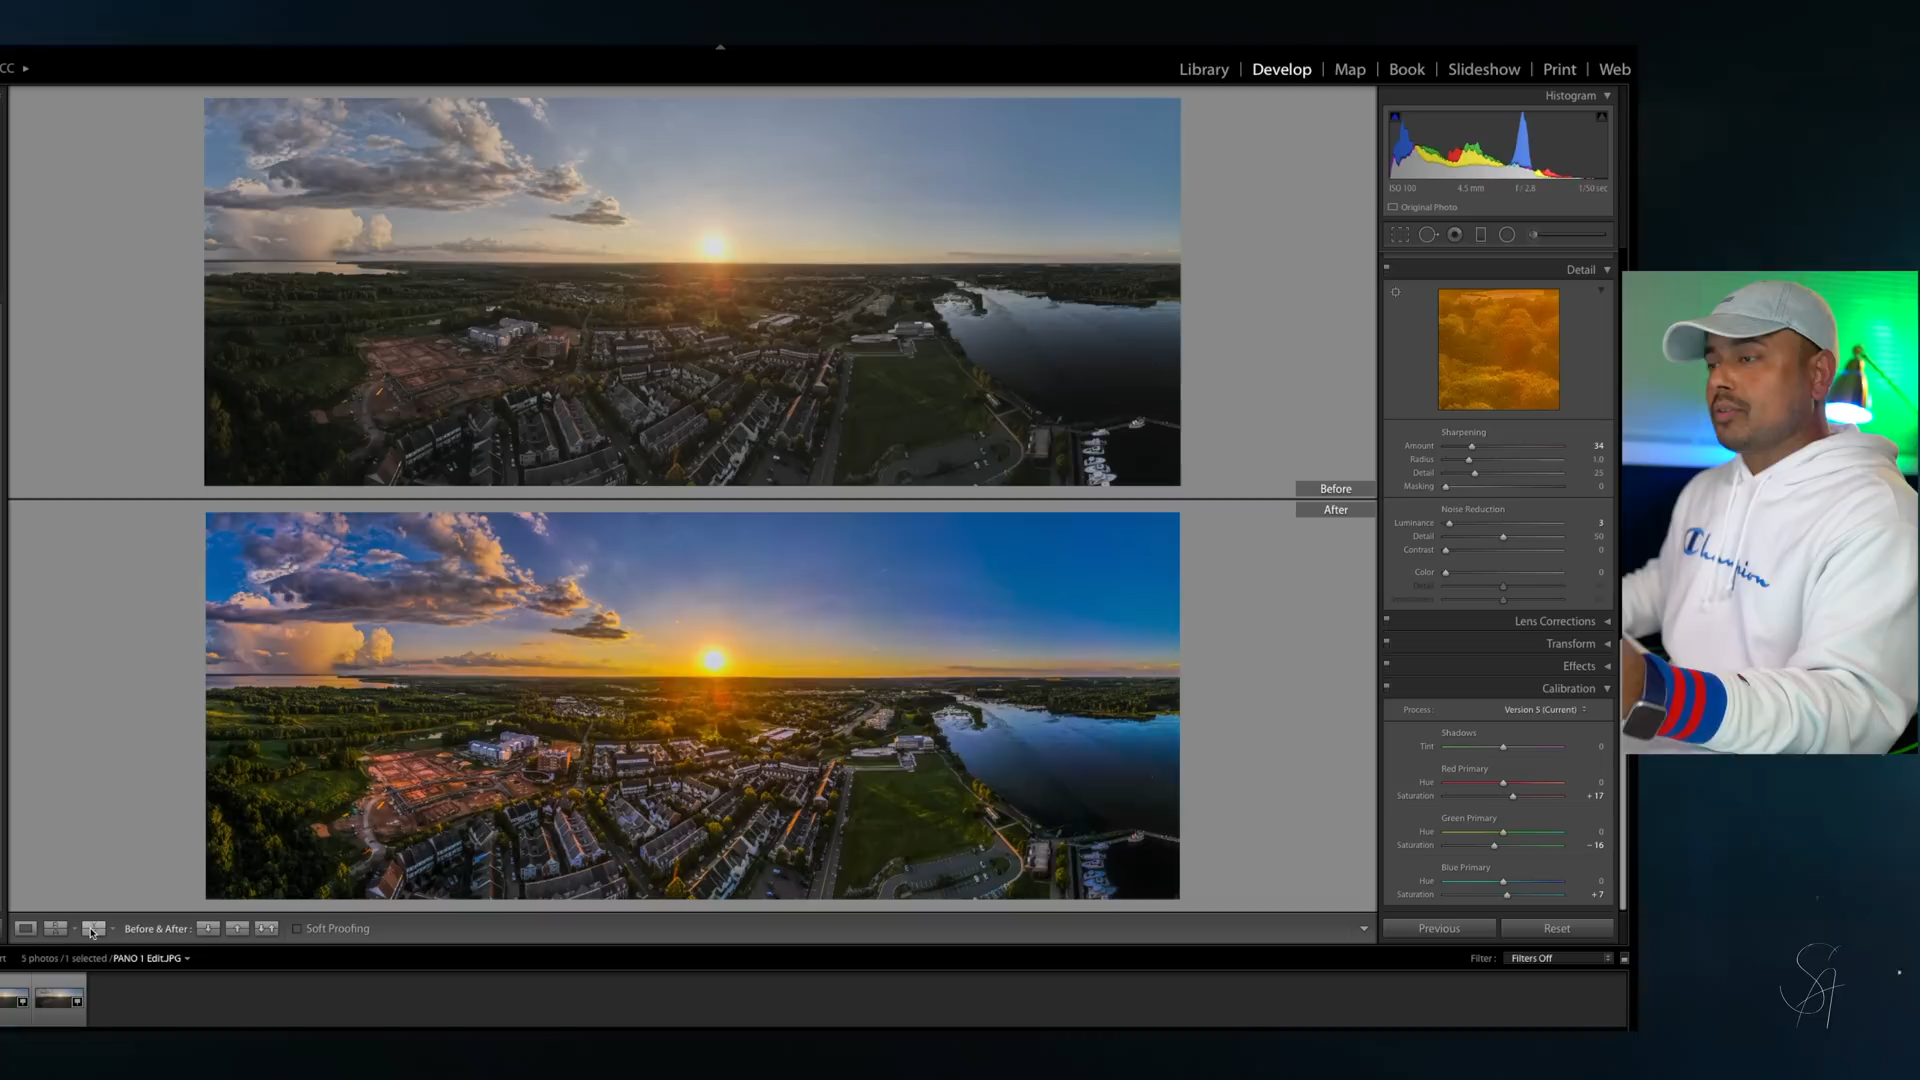 CC
Library | Develop | Map | Book | Slideshow | Print | Web
Histogram
ISO 100 4.5 mm f / 2.8 1/50 sec
Original Photo
Detail
Sharpening
Amount 34
Radius 1.0
Detail 25
Masking 0
Noise Reduction
Luminance 3
Detail 50
Contrast 0
Color 0
Detail
Lens Corrections
Transform
Effects
Calibration
Process : Version 5 (Current)
Shadows
Tint 0
Red Primary
Hue 0
Saturation + 17
Green Primary
Hue 0
Saturation – 16
Blue Primary
Hue 0
Saturation + 7
Previous Reset
Before
After
Champion
Before & After : Soft Proofing
rt 5 photos / 1 selected / PANO 1 Edit.JPG
Filter : Filters Off